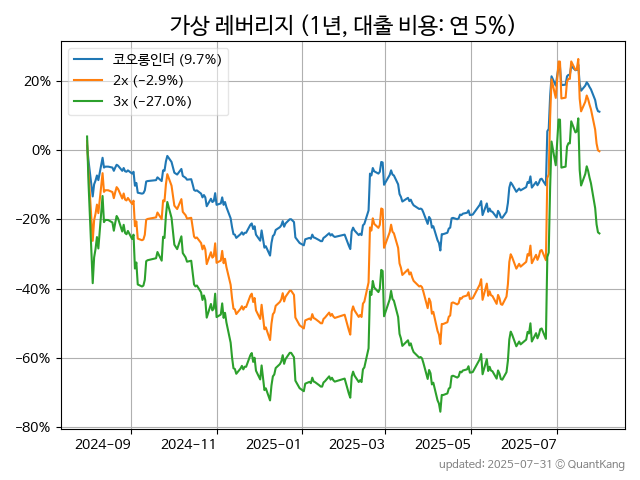 가상 레버리지 (1년, 대출 비용: 연 5%)
코오롱인더 (9.7%)
2x (−2.9%)
3x (−27.0%)
20%
0%
−20%
−40%
−60%
−80%
2024-09 2024-11 2025-01 2025-03 2025-05 2025-07
updated: 2025-07-31 © QuantKang